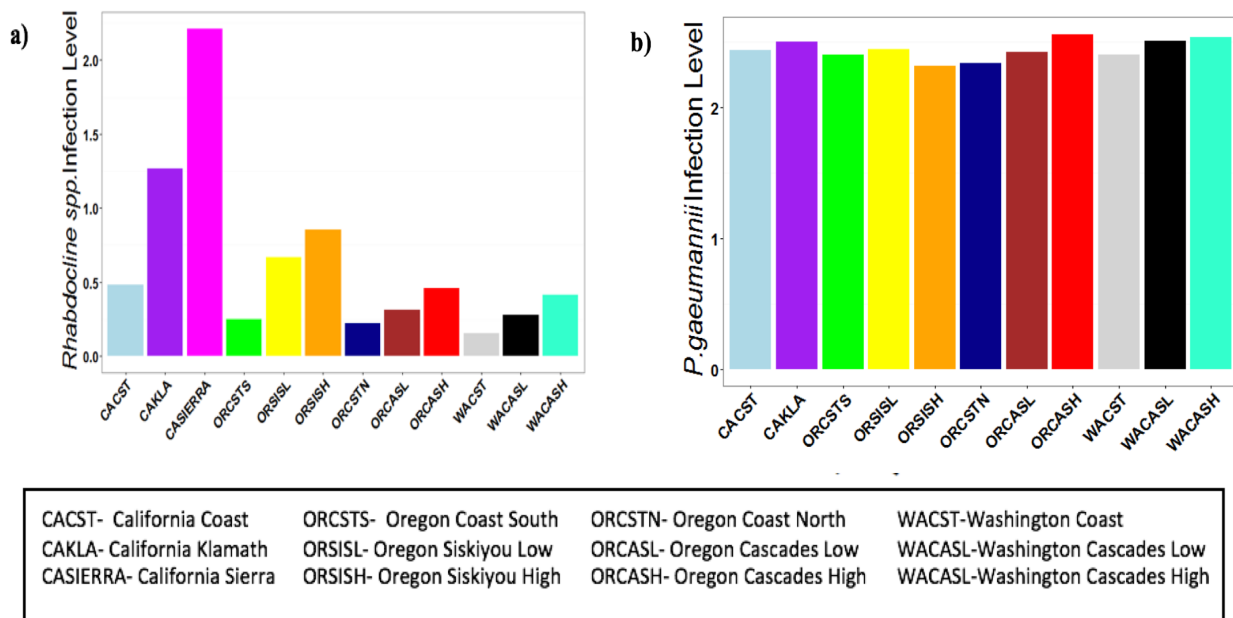 a)
Rhabdocline spp.Infection Level
2.0
1.5
1.0
0.5
0.0
CACST
CAKLA
CASIERRA
ORCSTS
ORSISL
ORSISH
ORCSTN
ORCASL
ORCASH
WACST
WACASL
WACASH
b)
P.gaeumannii Infection Level
2
1
0
CACST
CAKLA
ORCSTS
ORSISL
ORSISH
ORCSTN
ORCASL
ORCASH
WACST
WACASL
WACASH
CACST- California Coast
CAKLA- California Klamath
CASIERRA- California Sierra
ORCSTS- Oregon Coast South
ORSISL- Oregon Siskiyou Low
ORSISH- Oregon Siskiyou High
ORCSTN- Oregon Coast North
ORCASL- Oregon Cascades Low
ORCASH- Oregon Cascades High
WACST-Washington Coast
WACASL-Washington Cascades Low
WACASL-Washington Cascades High